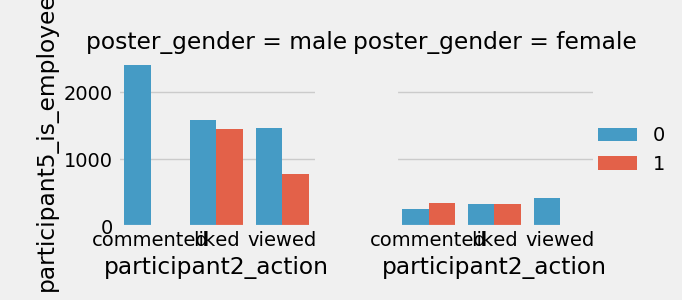 participant5_is_employee
poster_gender = male
poster_gender = female
2000
1000
0
commented
liked
viewed
commented
liked
viewed
participant2_action
participant2_action
0
1